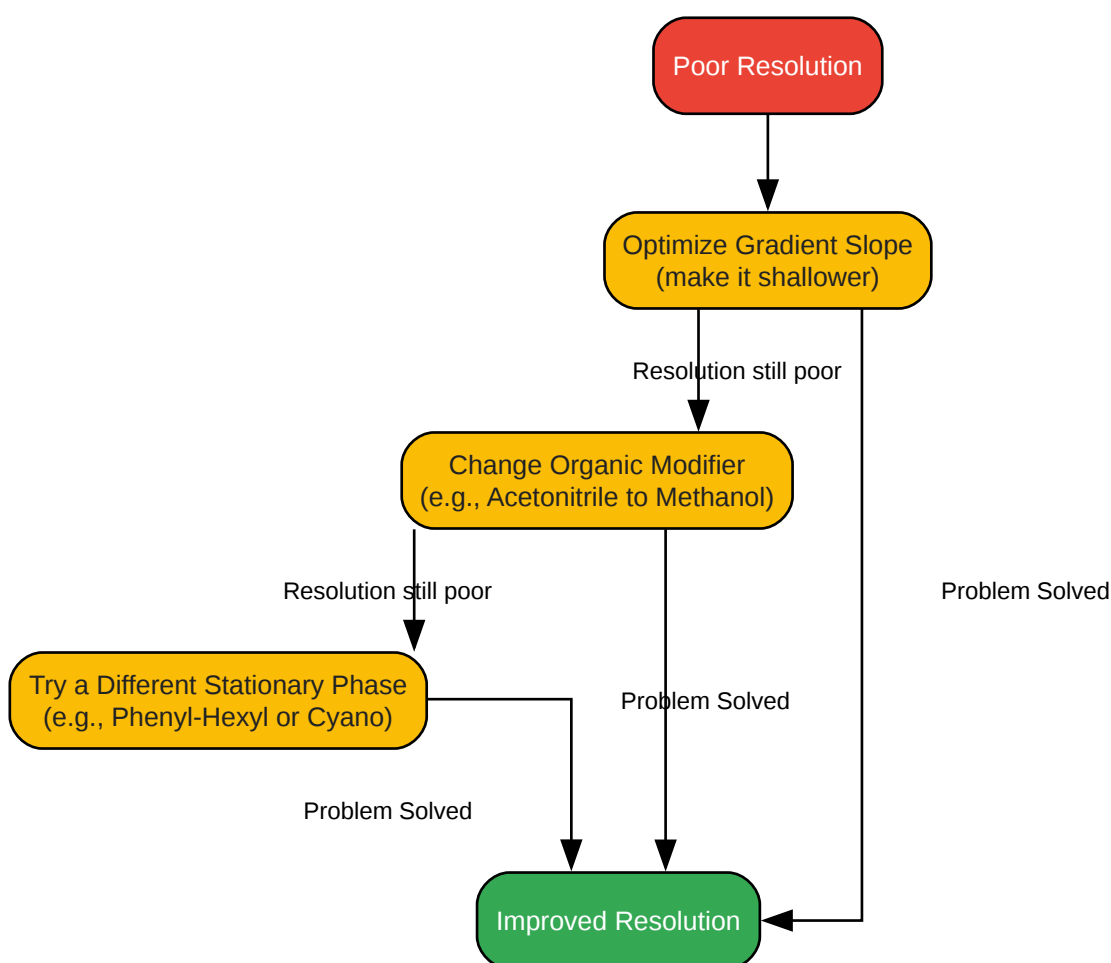 Poor Resolution
Optimize Gradient Slope
(make it shallower)
Resolution still poor
Change Organic Modifier
(e.g., Acetonitrile to Methanol)
Resolution still poor
Problem Solved
Try a Different Stationary Phase
(e.g., Phenyl-Hexyl or Cyano)
Problem Solved
Problem Solved
Improved Resolution